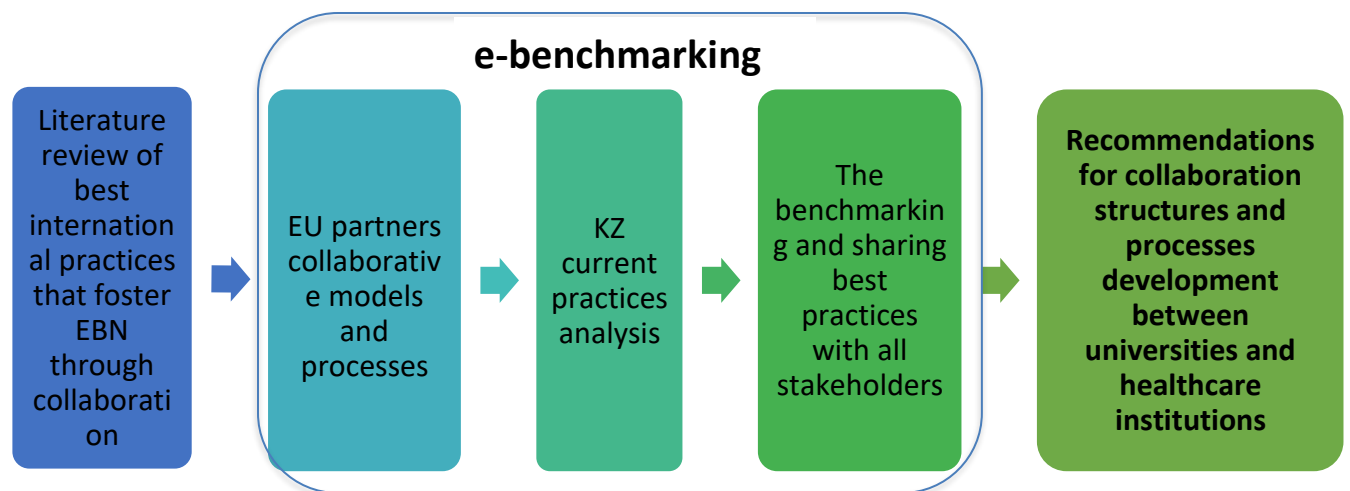 e-benchmarking
Literature
review of
best
internation
al practices
that foster
EBN
through
collaborati
on
EU partners
collaborativ
e models
and
processes
KZ
current
practices
analysis
The
benchmarkin
g and sharing
best
practices
with all
stakeholders
Recommendations
for collaboration
structures and
processes
development
between
universities and
healthcare
institutions